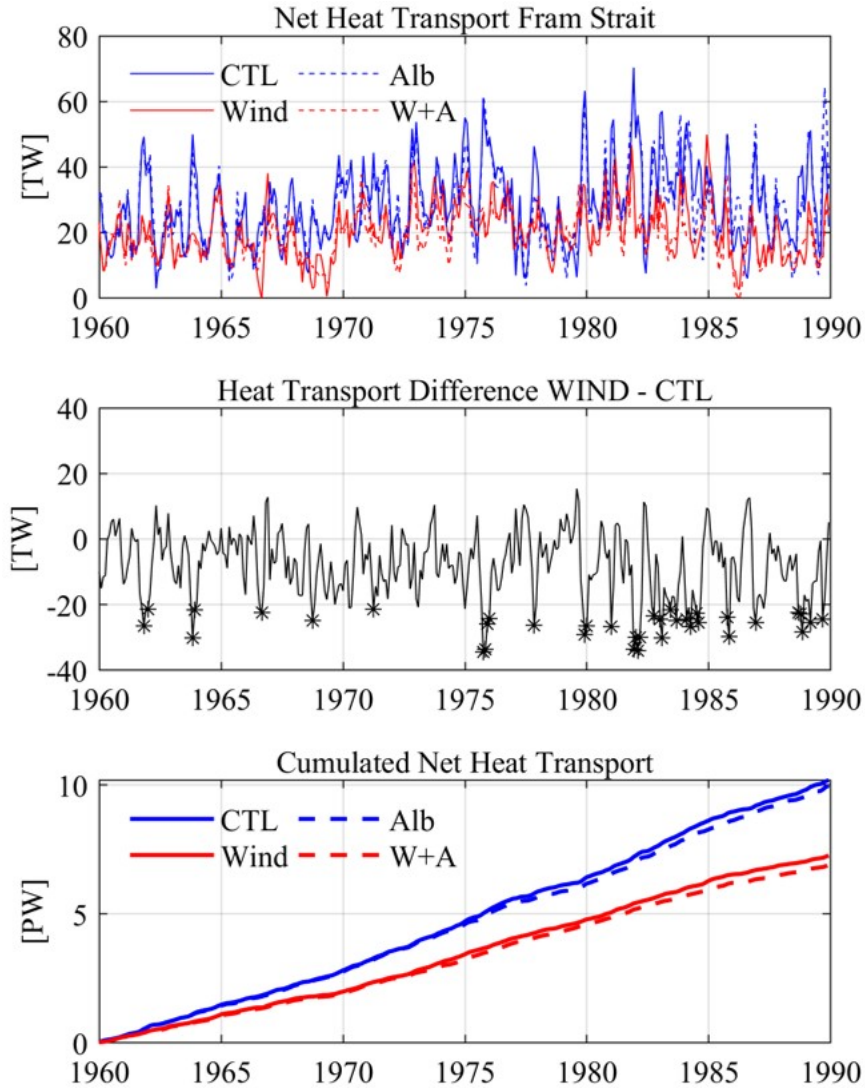 Net Heat Transport Fram Strait
80
60
40
20
0
[TW]
CTL Alb
Wind W+A
1960 1965 1970 1975 1980 1985 1990
Heat Transport Difference WIND - CTL
40
20
0
-20
-40
[TW]
1960 1965 1970 1975 1980 1985 1990
Cumulated Net Heat Transport
10
5
0
[PW]
CTL Alb
Wind W+A
1960 1965 1970 1975 1980 1985 1990